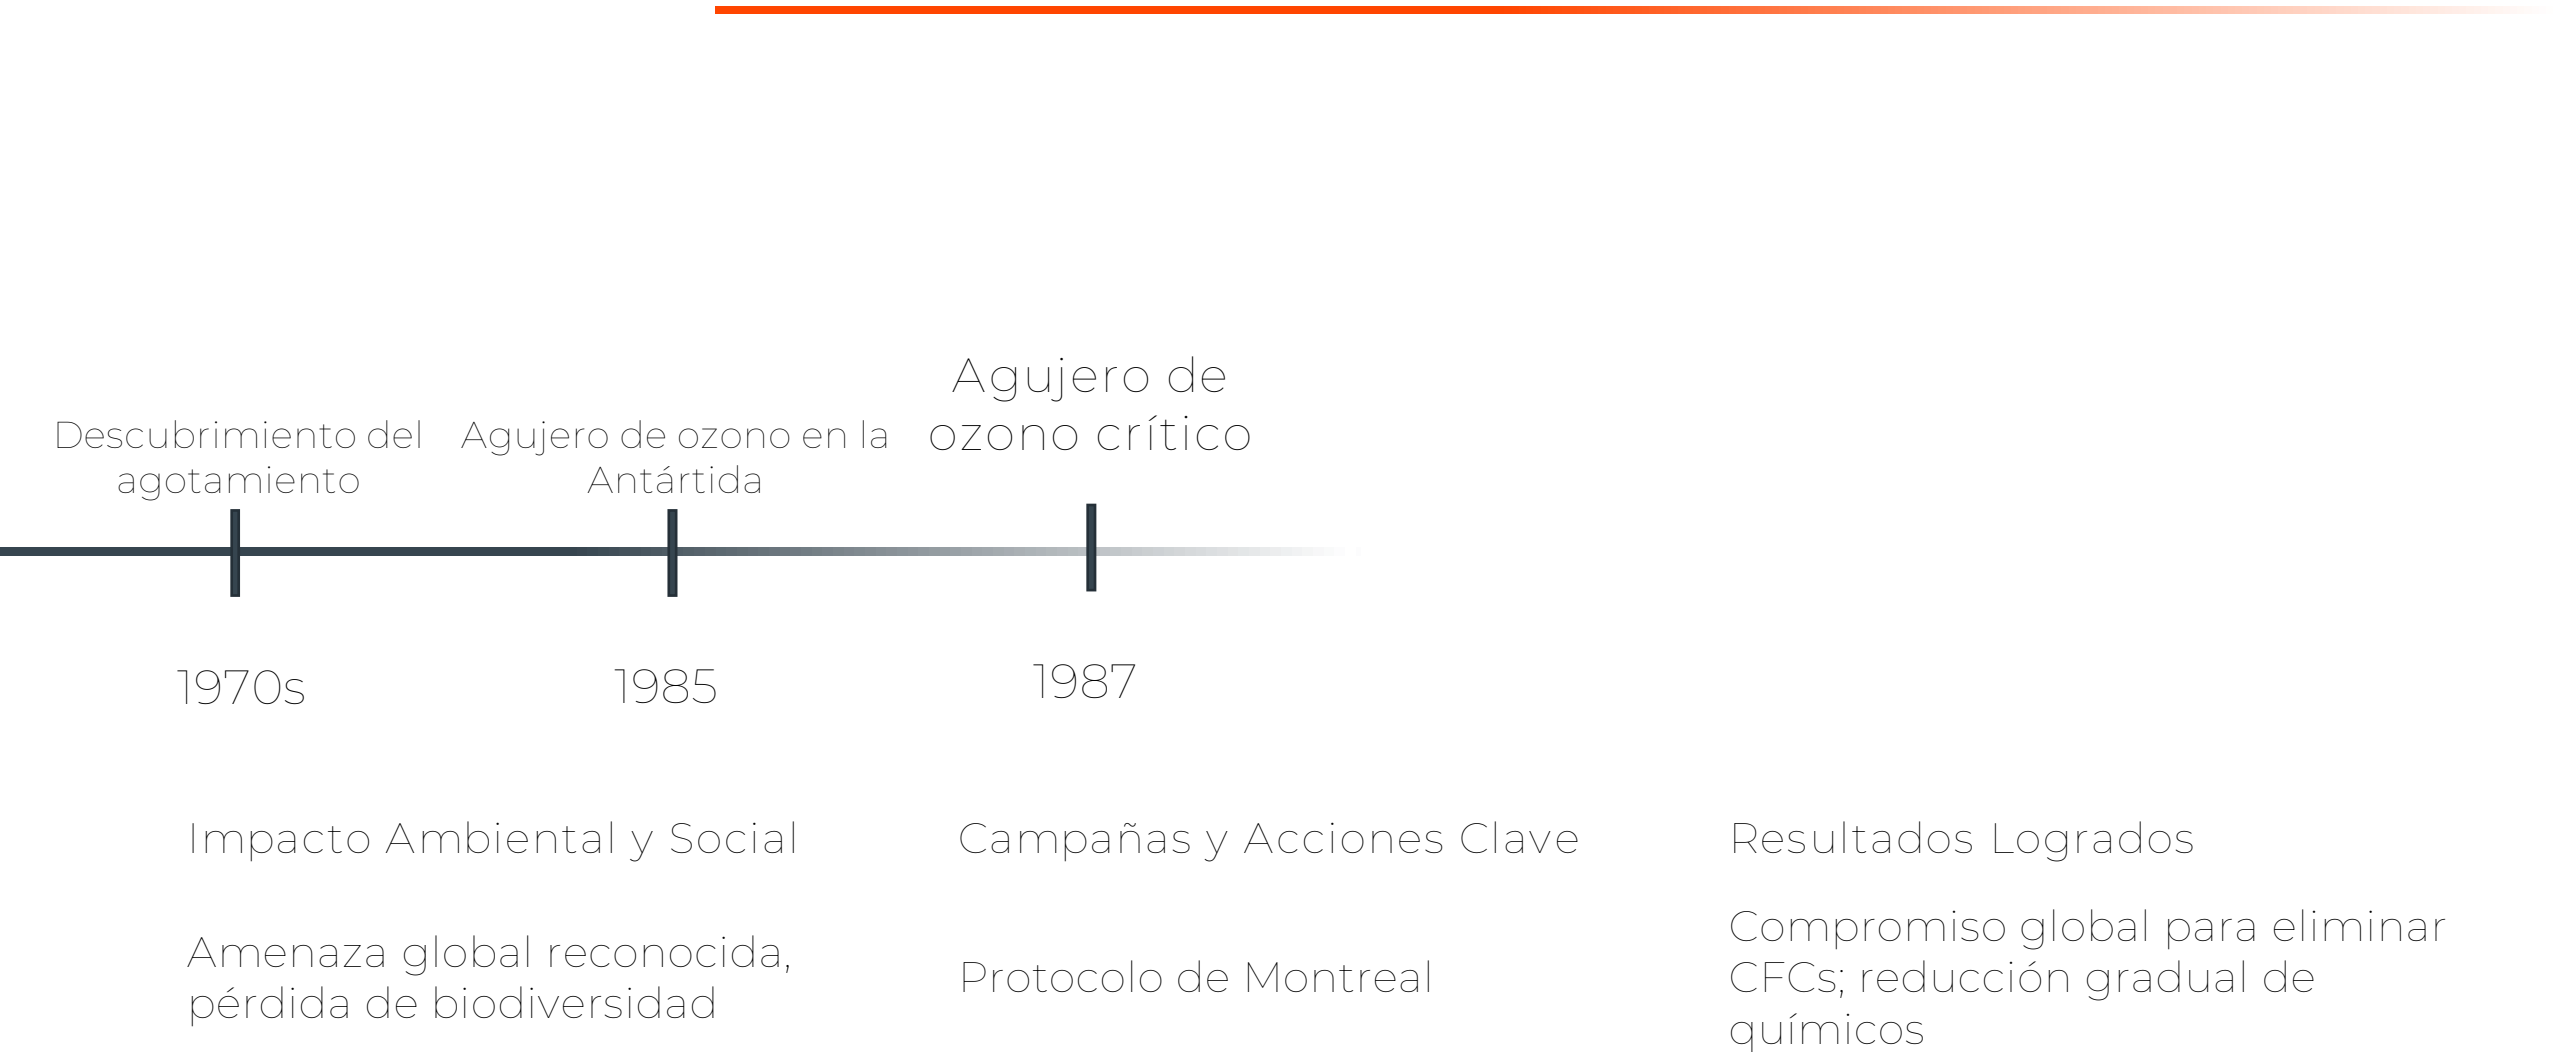 Descubrimiento del
agotamiento
Agujero de ozono en la
Antártida
Agujero de
ozono crítico
1970s
1985
1987
Impacto Ambiental y Social
Amenaza global reconocida,
pérdida de biodiversidad
Campañas y Acciones Clave
Protocolo de Montreal
Resultados Logrados
Compromiso global para eliminar
CFCs; reducción gradual de
químicos